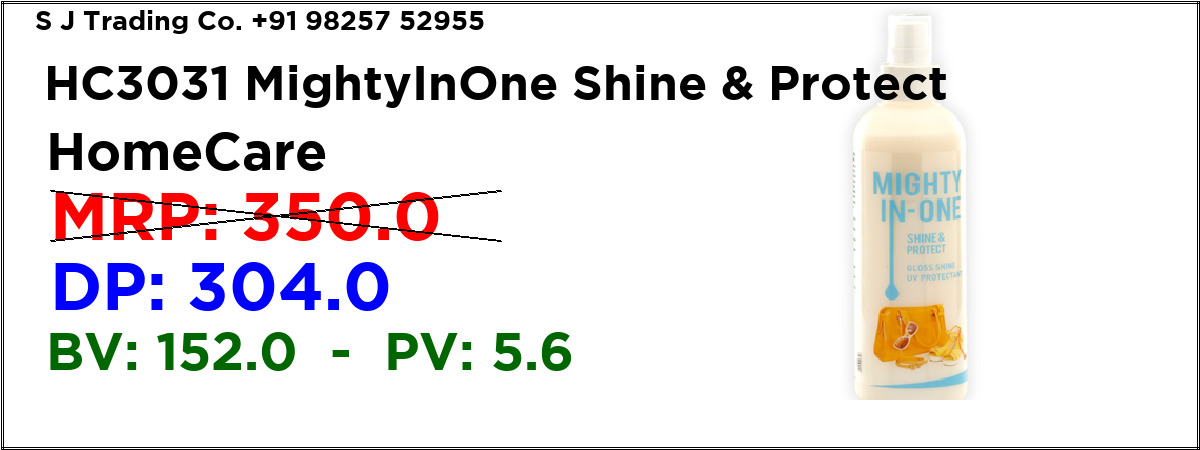 S J Trading Co. +91 98257 52955
HC3031 MightyInOne Shine & Protect
HomeCare
MRP: 350.0
DP: 304.0
BV: 152.0 - PV: 5.6
MIGHTY
IN-ONE
SHINE &
PROTECT
GLOSS SHINE
UV PROTECTANT